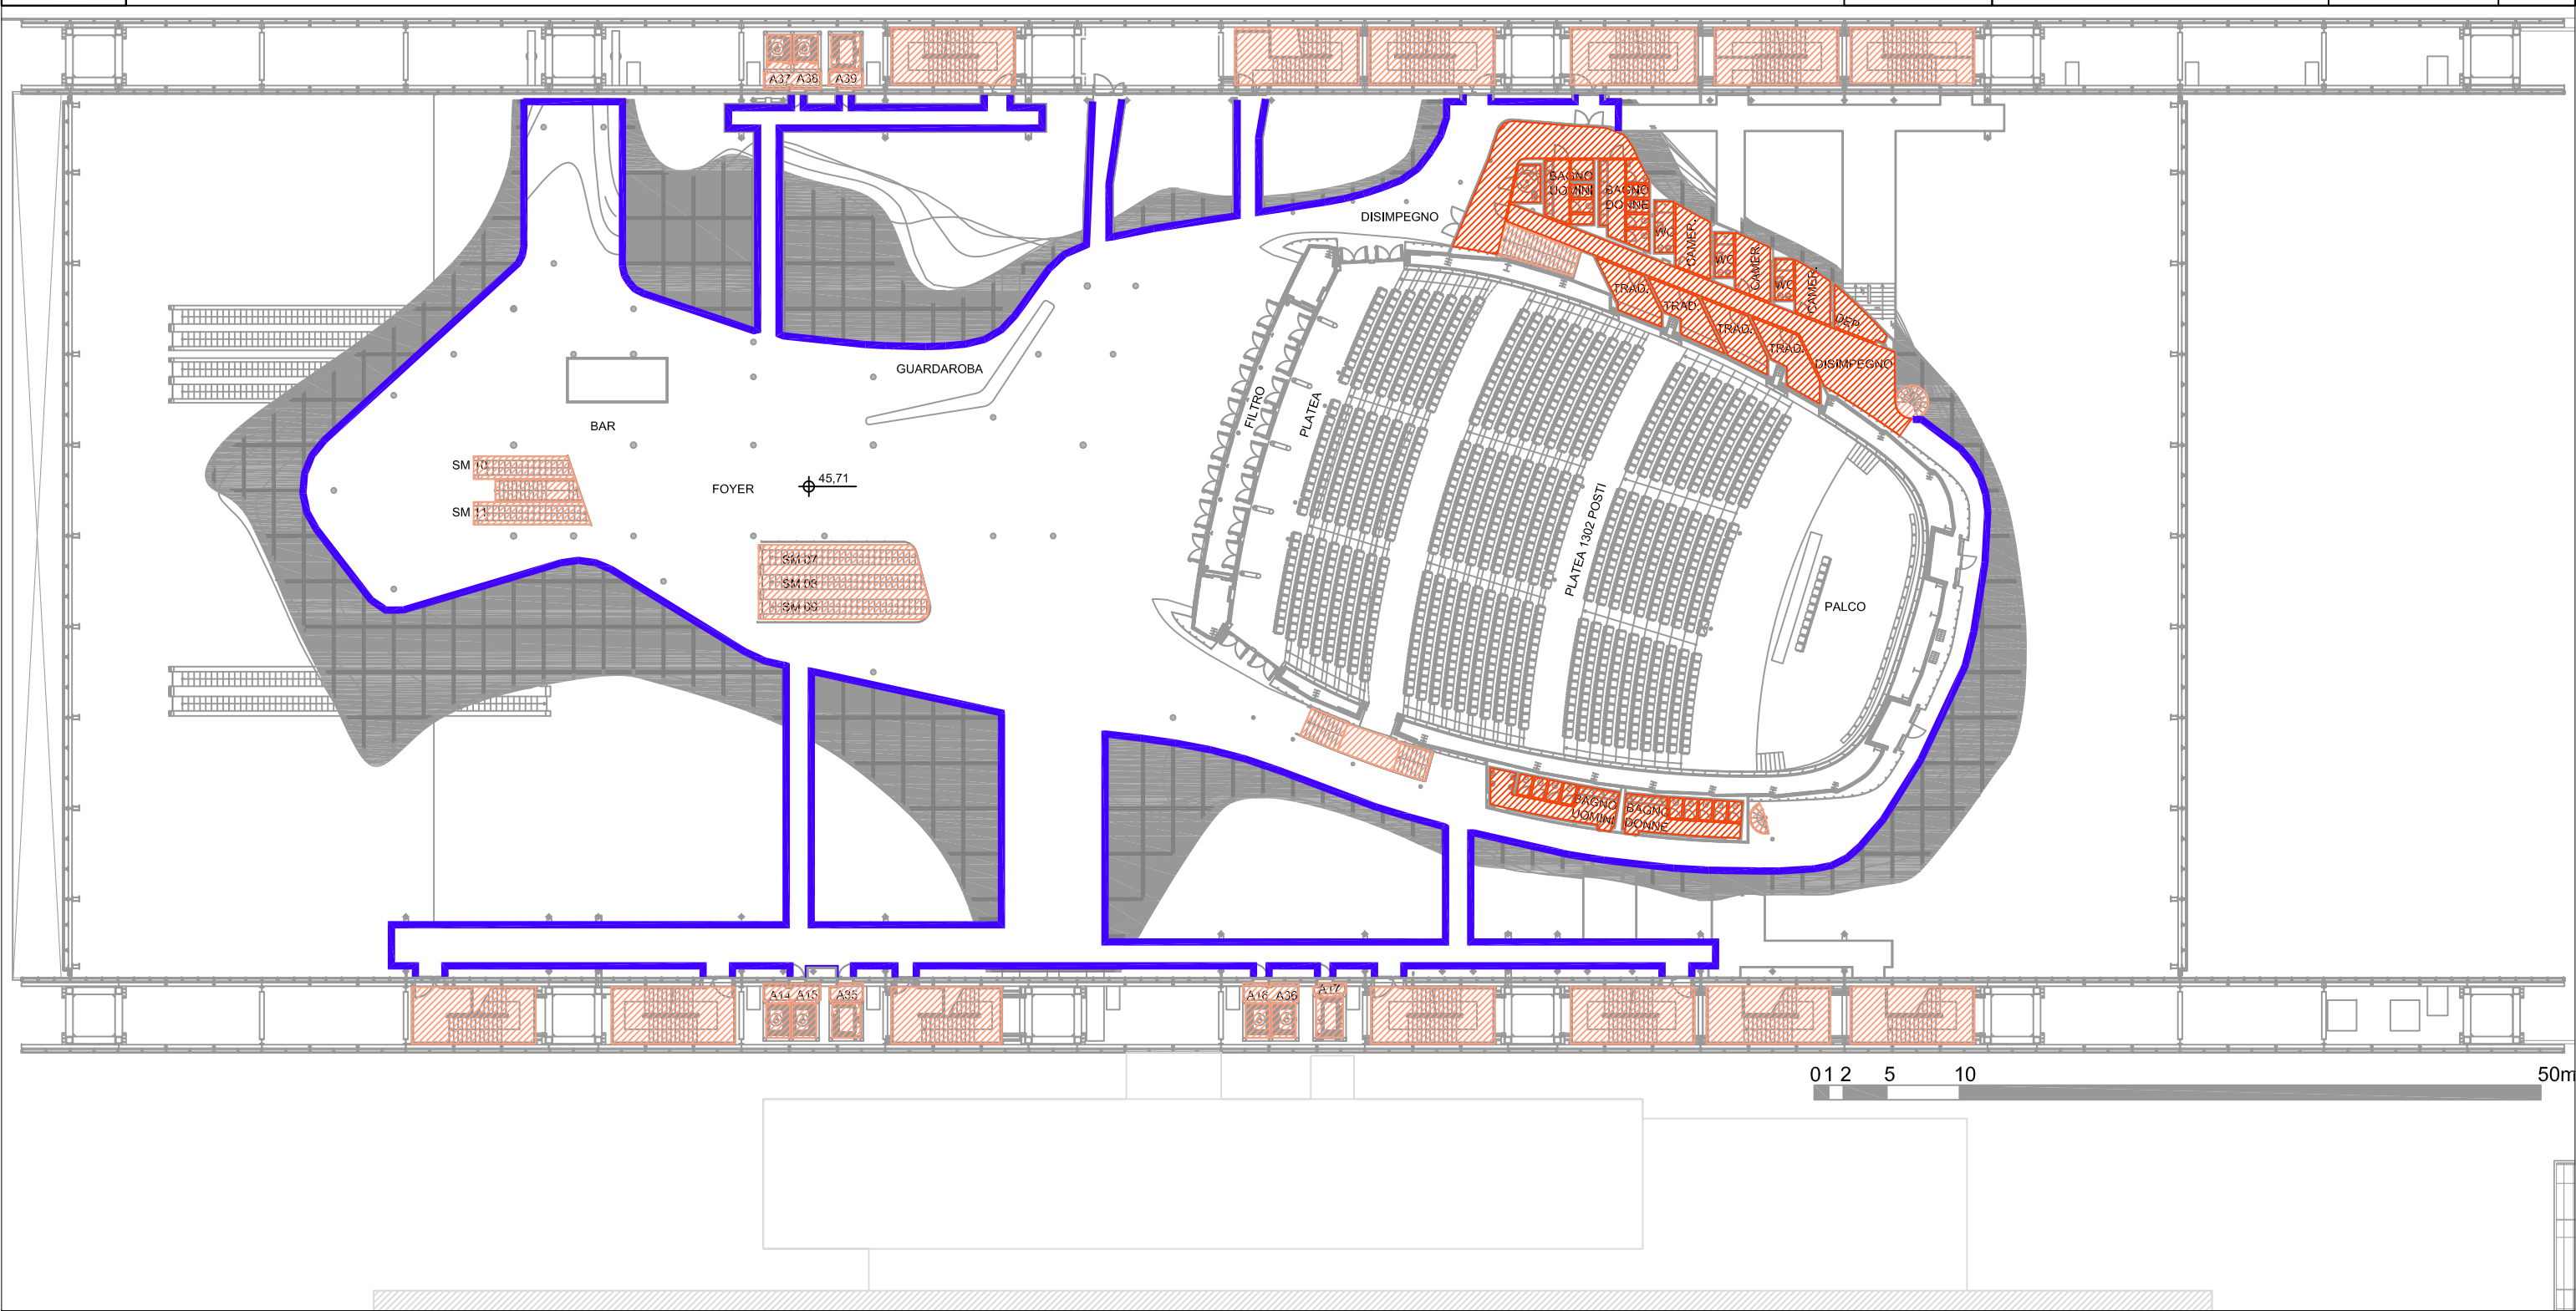 A37 A38 A39
DISIMPEGNO
BAGNO
UOMINI
BAGNO
DONNE
WC
CAMER.
WC
CAMER.
WC
CAMER.
DEP.
TRAD.
TRAD.
TRAD.
TRAD.
DISIMPEGNO
GUARDAROBA
FILTRO
PLATEA
BAR
SM 10
SM 11
FOYER
45,71
PLATEA 1302 POSTI
SM 07
SM 08
SM 09
PALCO
BAGNO
UOMINI
BAGNO
DONNE
A14 A15 A35
A16 A36 A17
0 1 2 5 10 50m